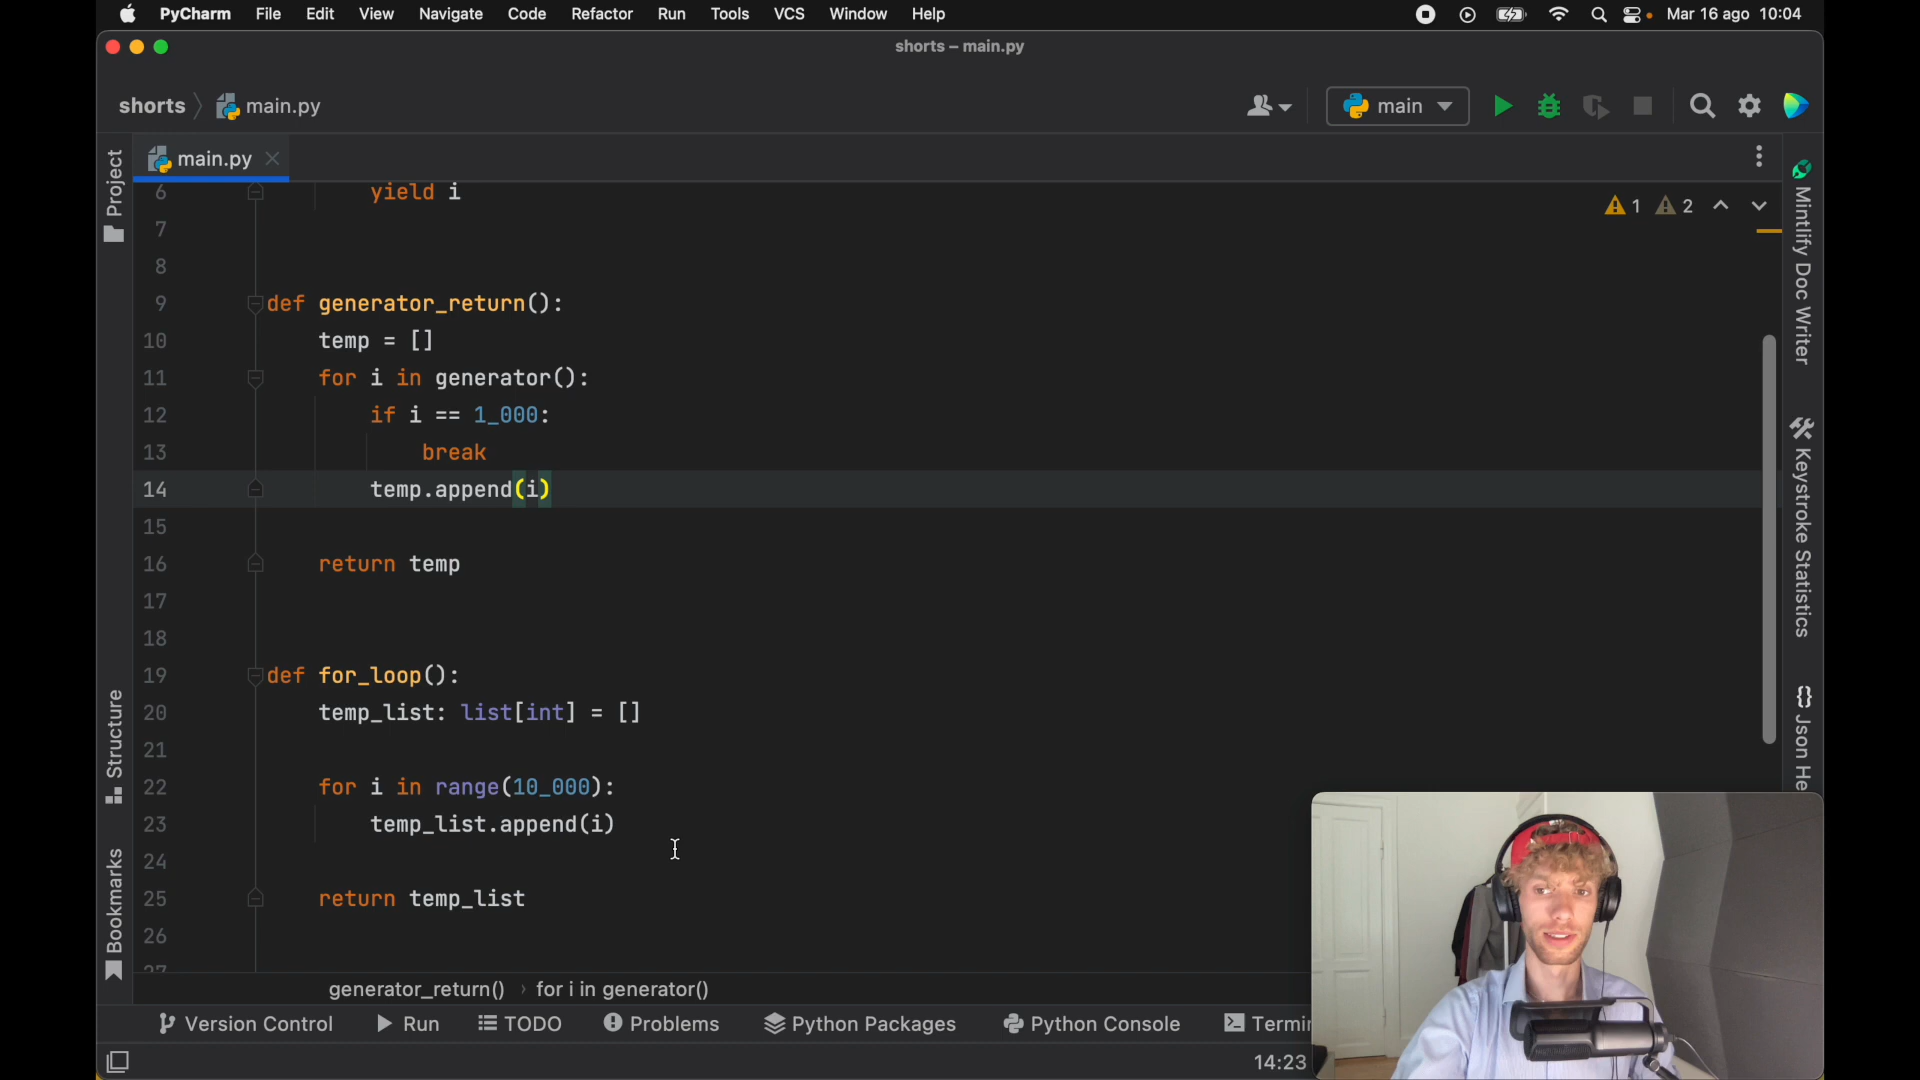 PyCharm File Edit View Navigate Code Refactor Run Tools VCS Window Help Mar 16 ago 10:04
shorts – main.py
shorts main.py main
Project
main.py
Mintlify Doc Writer
Keystroke Statistics
Json He
Structure
Bookmarks
1 2
6 yield i
7
8
9 def generator_return():
10 temp = []
11 for i in generator():
12 if i == 1_000:
13 break
14 temp.append(i)
15
16 return temp
17
18
19 def for_loop():
20 temp_list: list[int] = []
21
22 for i in range(10_000):
23 temp_list.append(i)
24
25 return temp_list
26
27
generator_return() › for i in generator()
Version Control Run TODO Problems Python Packages Python Console Termin
14:23